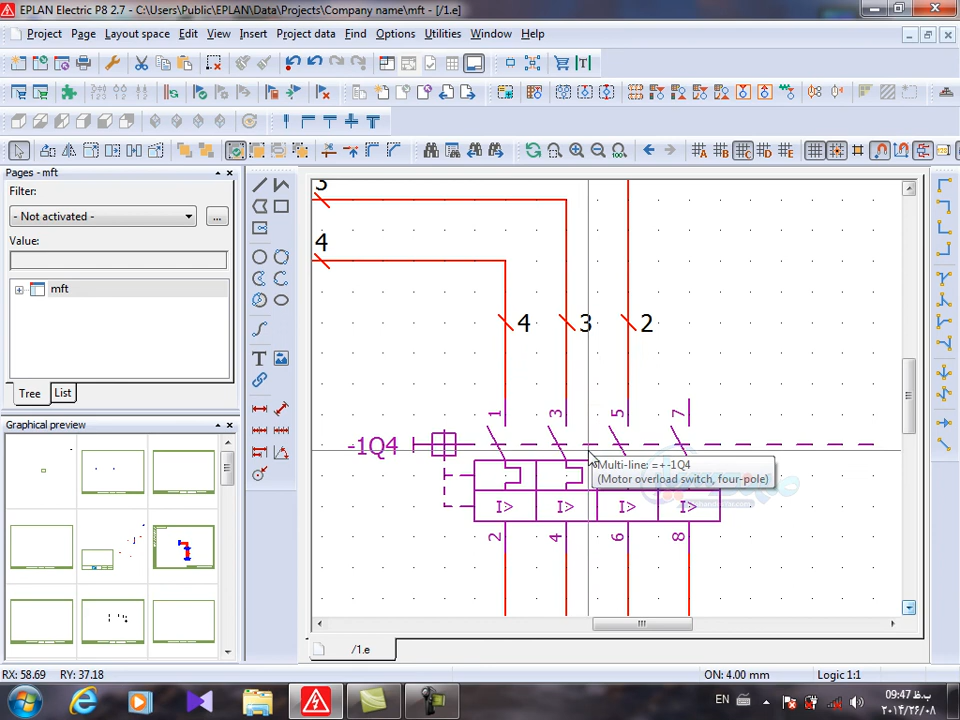 EPLAN Electric P8 2.7 - C:\Users\Public\EPLAN\Data\Projects\Company name\mft - [/1.e]
Project Page Layout space Edit View Insert Project data Find Options Utilities Window Help
Pages - mft
Filter:
- Not activated -
...
Value:
mft
Tree
List
Graphical preview
3
4
4
3
2
1
3
5
7
-1Q4
Multi-line: =+-1Q4
(Motor overload switch, four-pole)
I>
I>
I>
I>
2
4
6
8
/1.e
RX: 58.69
RY: 37.18
ON: 4.00 mm
Logic 1:1
EN
09:47 ب.ظ
۲۰۱۴/۲۶/۰۸